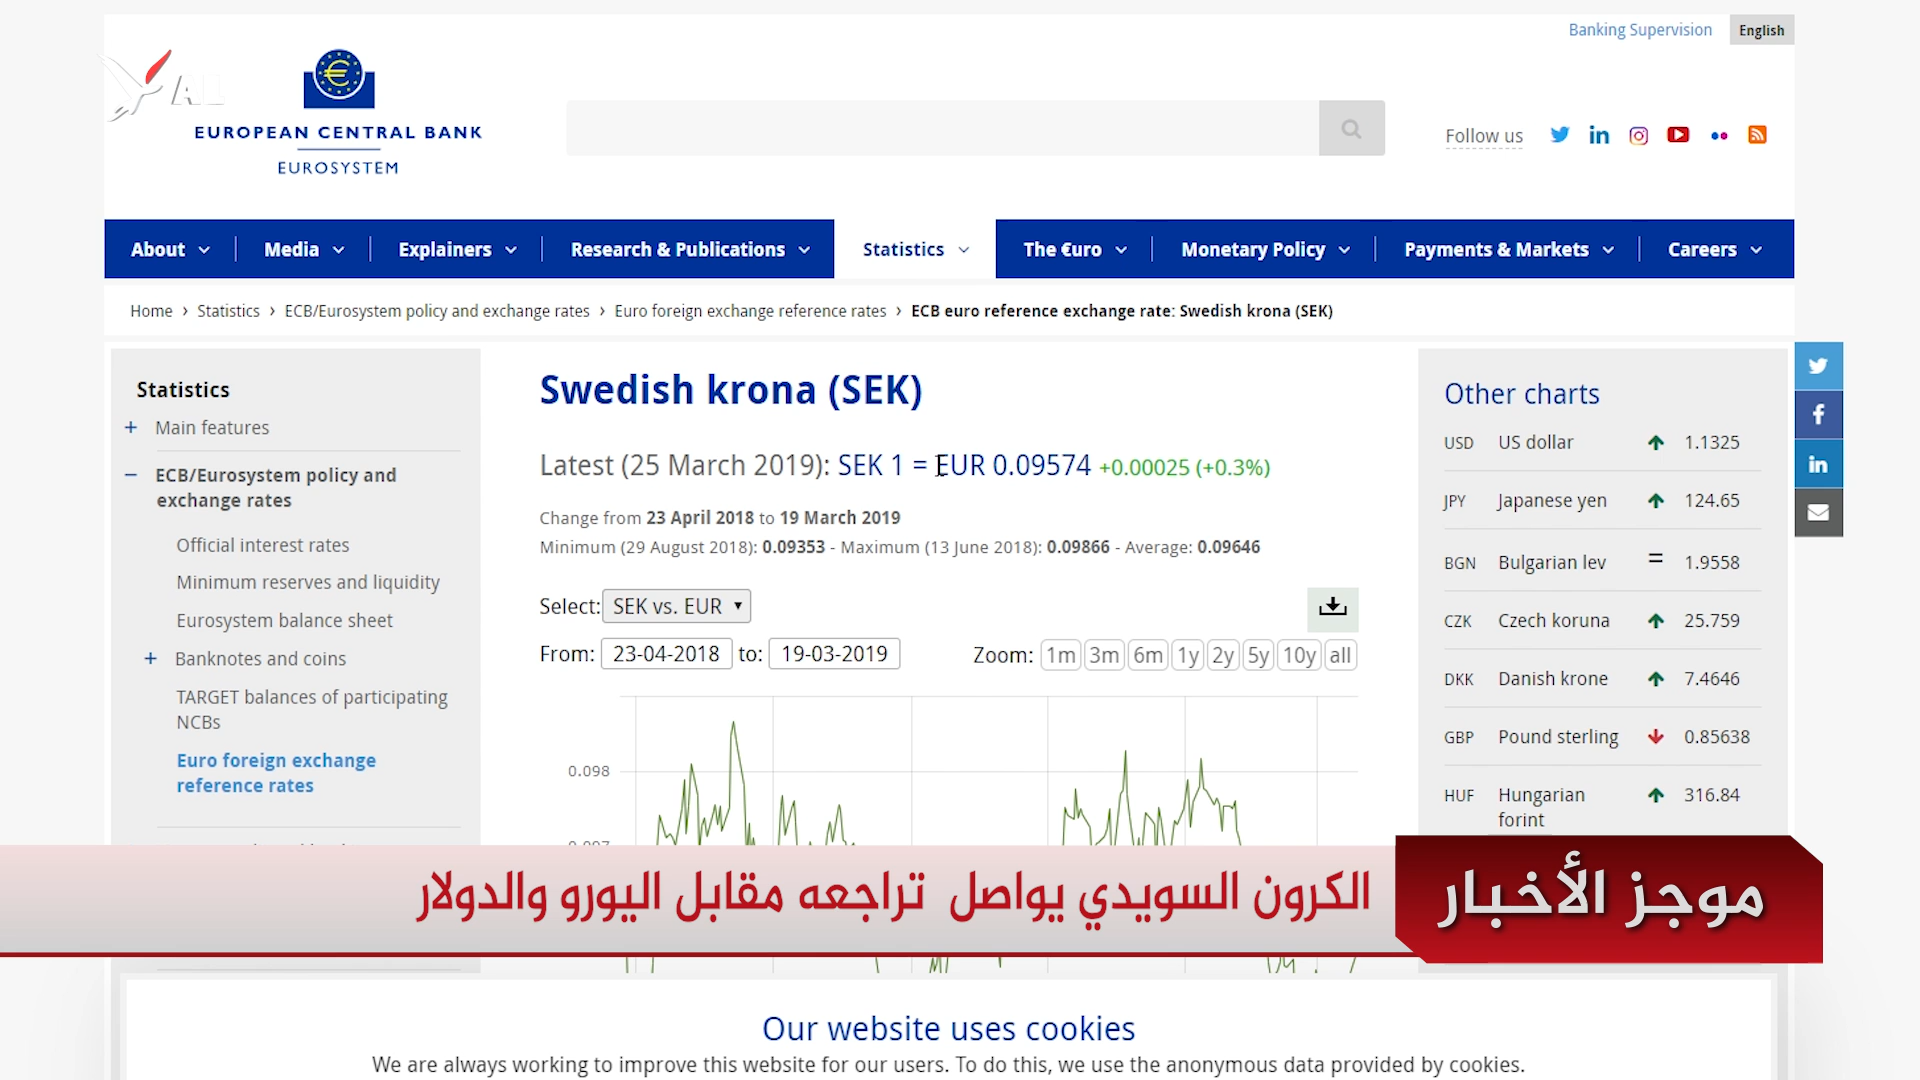 Banking Supervision English
AL
EUROPEAN CENTRAL BANK
EUROSYSTEM
Follow us
About Media Explainers Research & Publications Statistics The €uro Monetary Policy Payments & Markets Careers
Home › Statistics › ECB/Eurosystem policy and exchange rates › Euro foreign exchange reference rates › ECB euro reference exchange rate: Swedish krona (SEK)
Statistics
+ Main features
− ECB/Eurosystem policy and
exchange rates
Official interest rates
Minimum reserves and liquidity
Eurosystem balance sheet
+ Banknotes and coins
TARGET balances of participating
NCBs
Euro foreign exchange
reference rates
Swedish krona (SEK)
Latest (25 March 2019): SEK 1 = EUR 0.09574 +0.00025 (+0.3%)
Change from 23 April 2018 to 19 March 2019
Minimum (29 August 2018): 0.09353 - Maximum (13 June 2018): 0.09866 - Average: 0.09646
Select: SEK vs. EUR
From: 23-04-2018 to: 19-03-2019
Zoom: 1m 3m 6m 1y 2y 5y 10y all
0.098
Other charts
USD US dollar 1.1325
JPY Japanese yen 124.65
BGN Bulgarian lev = 1.9558
CZK Czech koruna 25.759
DKK Danish krone 7.4646
GBP Pound sterling 0.85638
HUF Hungarian
forint 316.84
موجز الأخبار
الكرون السويدي يواصل تراجعه مقابل اليورو والدولار
Our website uses cookies
We are always working to improve this website for our users. To do this, we use the anonymous data provided by cookies.